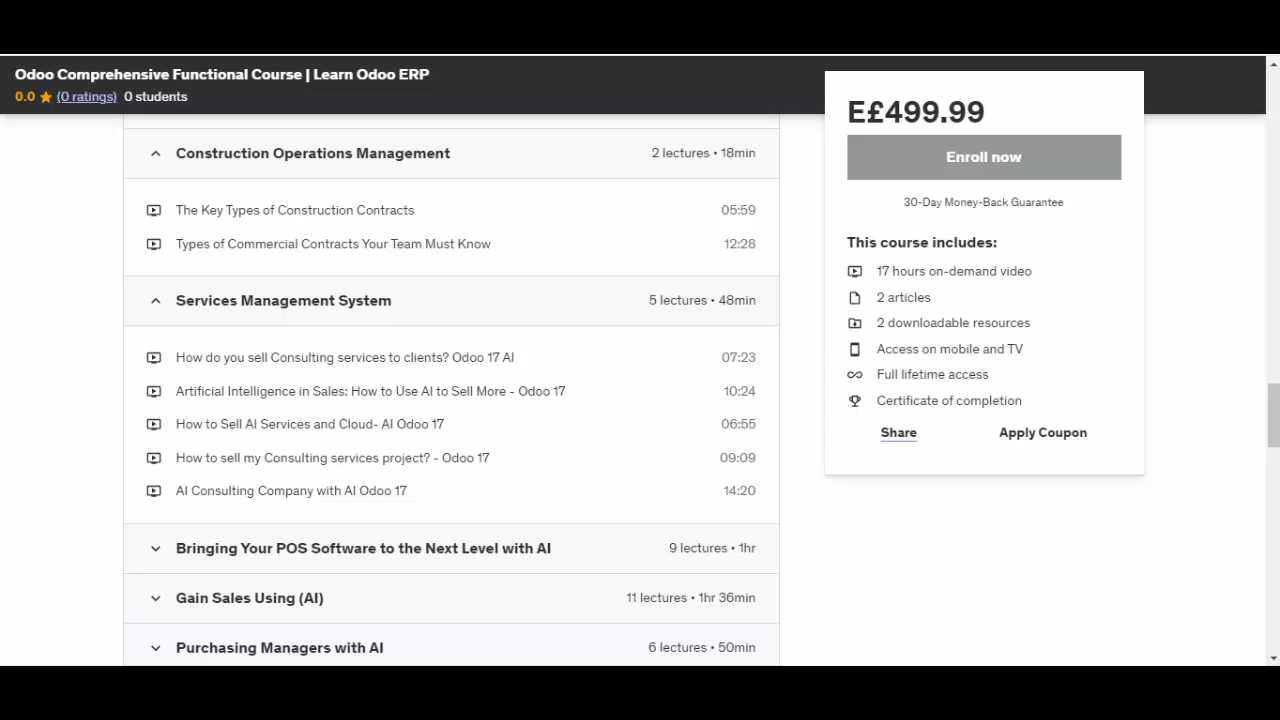 Odoo Comprehensive Functional Course | Learn Odoo ERP
0.0 ★ (0 ratings) 0 students
Construction Operations Management 2 lectures • 18min
The Key Types of Construction Contracts 05:59
Types of Commercial Contracts Your Team Must Know 12:28
Services Management System 5 lectures • 48min
How do you sell Consulting services to clients? Odoo 17 AI 07:23
Artificial Intelligence in Sales: How to Use AI to Sell More - Odoo 17 10:24
How to Sell AI Services and Cloud- AI Odoo 17 06:55
How to sell my Consulting services project? - Odoo 17 09:09
AI Consulting Company with AI Odoo 17 14:20
Bringing Your POS Software to the Next Level with AI 9 lectures • 1hr
Gain Sales Using (AI) 11 lectures • 1hr 36min
Purchasing Managers with AI 6 lectures • 50min
E£499.99
Enroll now
30-Day Money-Back Guarantee
This course includes:
17 hours on-demand video
2 articles
2 downloadable resources
Access on mobile and TV
Full lifetime access
Certificate of completion
Share Apply Coupon